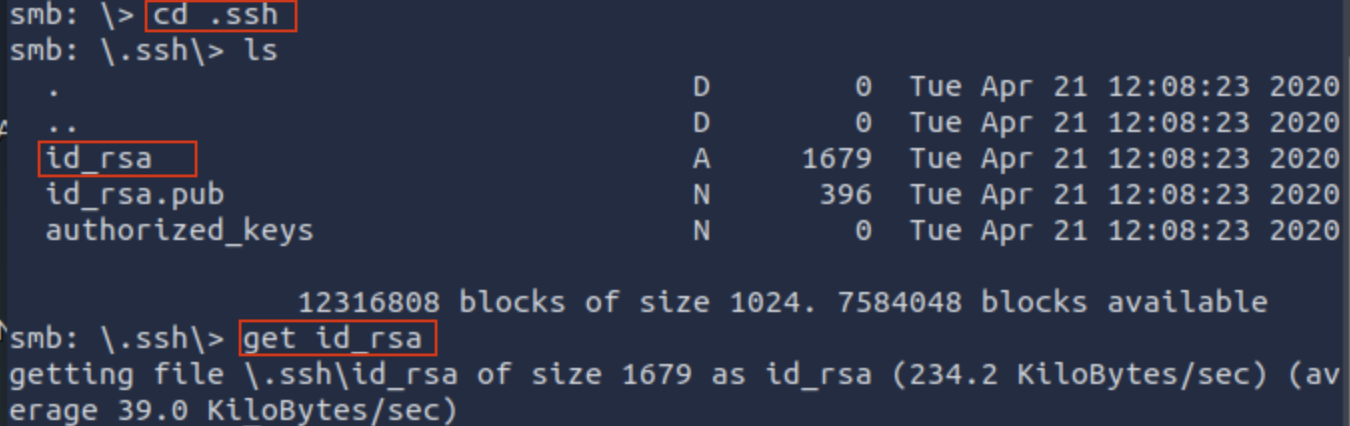 smb: \> cd .ssh
smb: \.ssh\> ls
. D 0 Tue Apr 21 12:08:23 2020
.. D 0 Tue Apr 21 12:08:23 2020
id_rsa A 1679 Tue Apr 21 12:08:23 2020
id_rsa.pub N 396 Tue Apr 21 12:08:23 2020
authorized_keys N 0 Tue Apr 21 12:08:23 2020
12316808 blocks of size 1024. 7584048 blocks available
smb: \.ssh\> get id_rsa
getting file \.ssh\id_rsa of size 1679 as id_rsa (234.2 KiloBytes/sec) (av
erage 39.0 KiloBytes/sec)